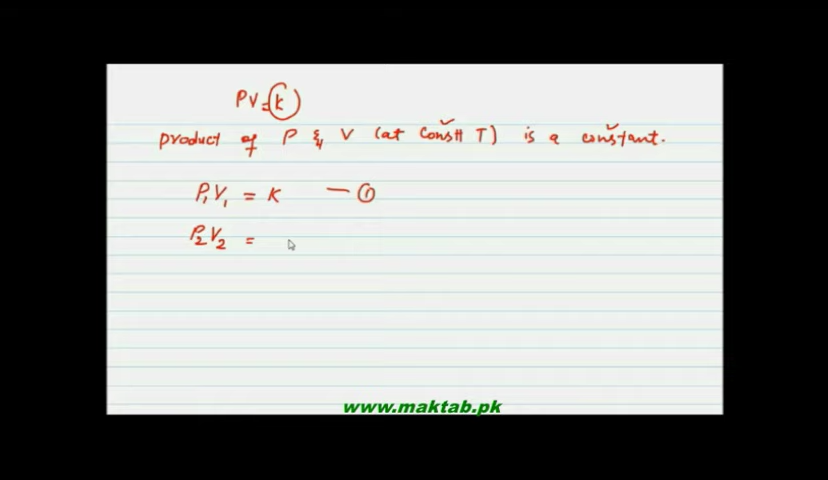 PV = K
product of P & V (at constt T) is a constant.
P₁V₁ = K — ①
P₂V₂ =
www.maktab.pk